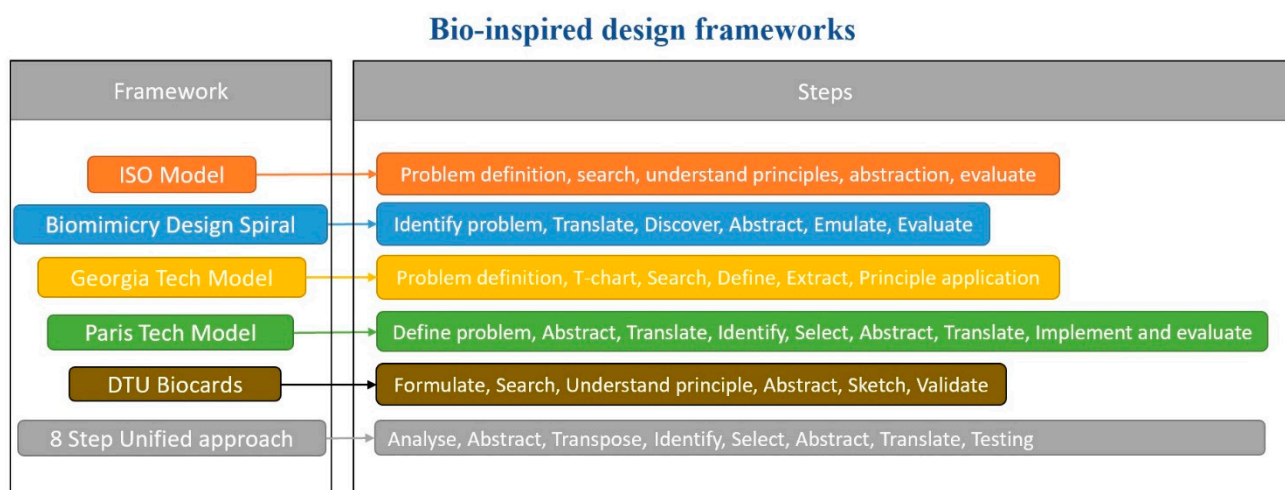 Bio-inspired design frameworks
Framework
Steps
ISO Model
Problem definition, search, understand principles, abstraction, evaluate
Biomimicry Design Spiral
Identify problem, Translate, Discover, Abstract, Emulate, Evaluate
Georgia Tech Model
Problem definition, T-chart, Search, Define, Extract, Principle application
Paris Tech Model
Define problem, Abstract, Translate, Identify, Select, Abstract, Translate, Implement and evaluate
DTU Biocards
Formulate, Search, Understand principle, Abstract, Sketch, Validate
8 Step Unified approach
Analyse, Abstract, Transpose, Identify, Select, Abstract, Translate, Testing